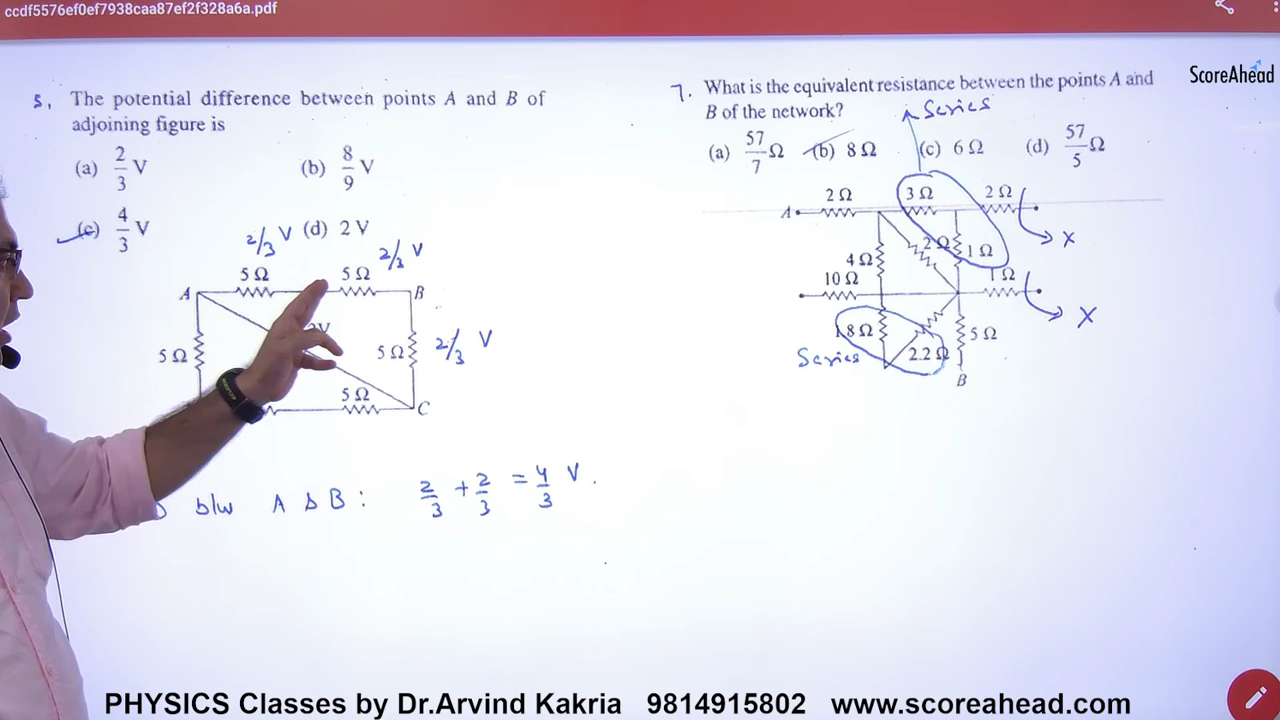 ccdf5576ef0ef7938caa87ef2f328a6a.pdf
ScoreAhead
5. The potential difference between points A and B of
adjoining figure is
(a) 2/3 V (b) 8/9 V
(c) 4/3 V (d) 2 V
2/3 V 2/3 V
5 Ω 5 Ω
A B
5 Ω 5 Ω 2/3 V
5 Ω
C
b/w A & B : 2/3 + 2/3 = 4/3 V.
7. What is the equivalent resistance between the points A and
B of the network?
Series
(a) 57/7 Ω (b) 8 Ω (c) 6 Ω (d) 57/5 Ω
2 Ω 3 Ω 2 Ω
A
X
4 Ω 2 Ω 1 Ω
10 Ω 1 Ω
X
8 Ω 5 Ω
Series 2.2 Ω
B
PHYSICS Classes by Dr.Arvind Kakria 9814915802 www.scoreahead.com